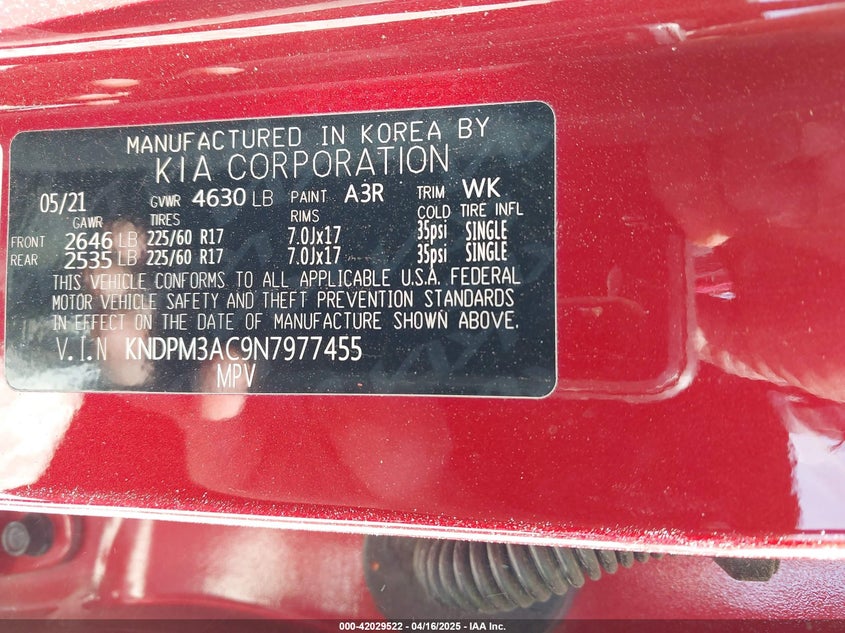 MANUFACTURED IN KOREA BY
KIA CORPORATION
05/21 GVWR 4630 LB PAINT A3R TRIM WK
GAWR TIRES RIMS COLD TIRE INFL
FRONT 2646 LB 225/60 R17 7.0Jx17 35psi SINGLE
REAR 2535 LB 225/60 R17 7.0Jx17 35psi SINGLE
THIS VEHICLE CONFORMS TO ALL APPLICABLE U.S.A. FEDERAL
MOTOR VEHICLE SAFETY AND THEFT PREVENTION STANDARDS
IN EFFECT ON THE DATE OF MANUFACTURE SHOWN ABOVE.
V.I.N KNDPM3AC9N7977455
MPV
000-42029522 - 04/16/2025 - IAA Inc.